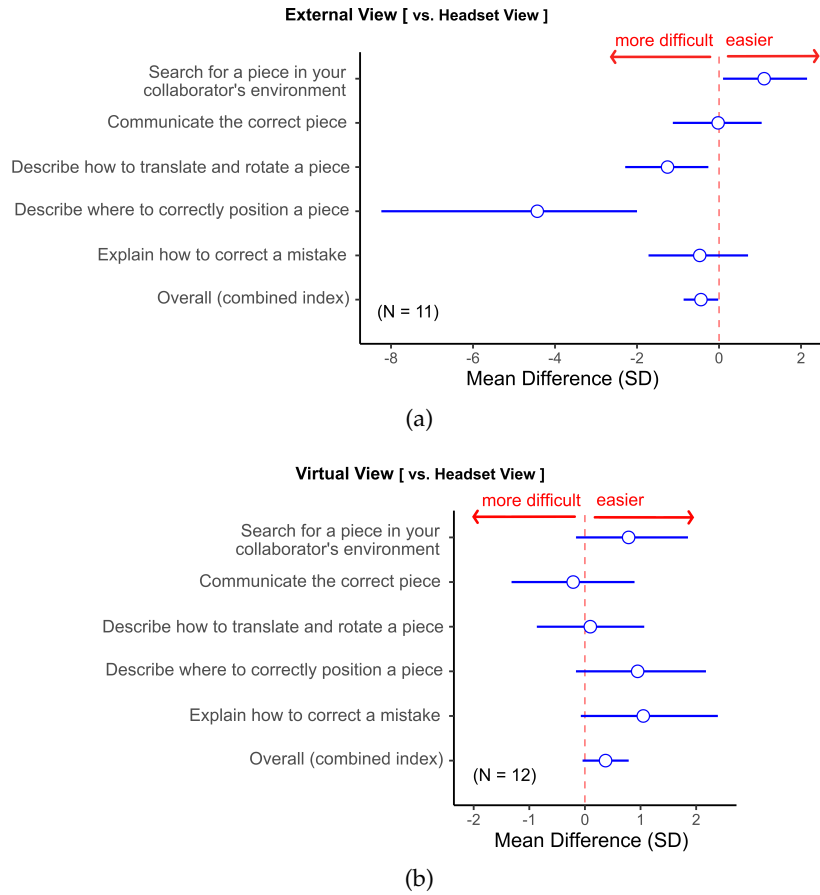 External View [ vs. Headset View ]
more difficult easier
Search for a piece in your
collaborator's environment
Communicate the correct piece
Describe how to translate and rotate a piece
Describe where to correctly position a piece
Explain how to correct a mistake
Overall (combined index)
(N = 11)
-8 -6 -4 -2 0 2
Mean Difference (SD)
(a)
Virtual View [ vs. Headset View ]
more difficult easier
Search for a piece in your
collaborator's environment
Communicate the correct piece
Describe how to translate and rotate a piece
Describe where to correctly position a piece
Explain how to correct a mistake
Overall (combined index)
(N = 12)
-2 -1 0 1 2
Mean Difference (SD)
(b)